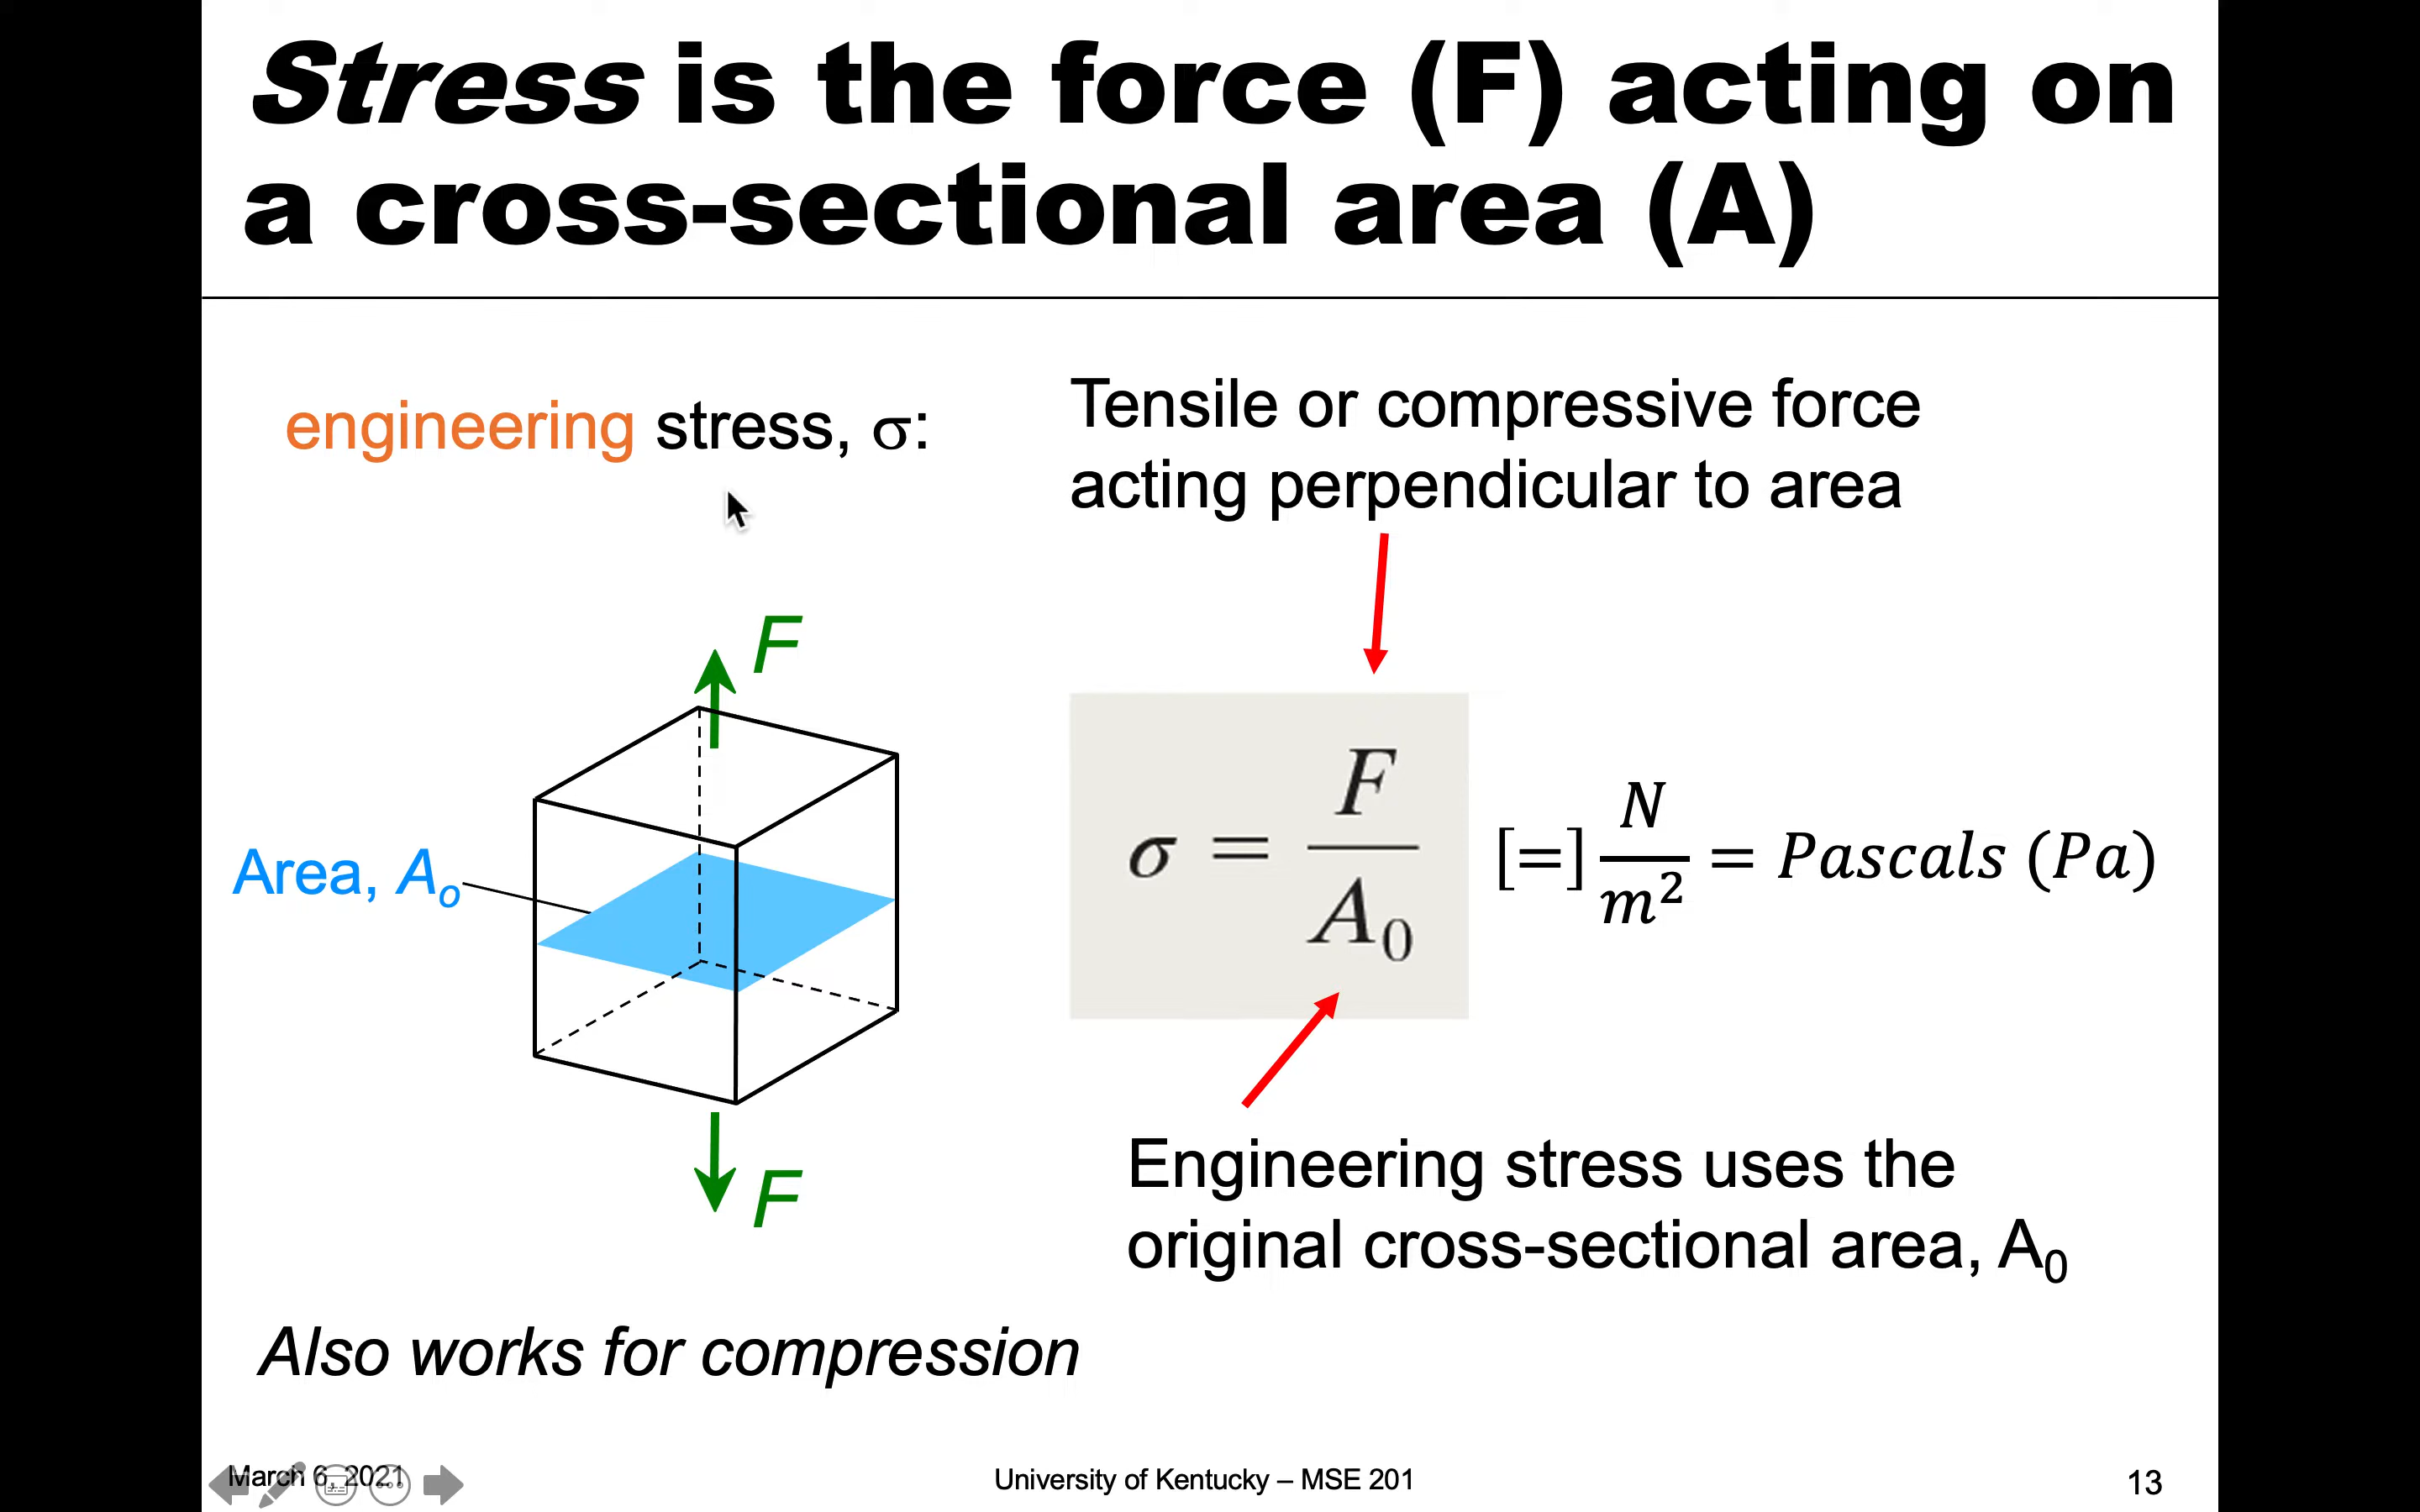 Stress is the force (F) acting on
a cross-sectional area (A)
engineering stress, σ:
Tensile or compressive force
acting perpendicular to area
F
Area, Aₒ
F
σ = F / A₀ [=] N / m² = Pascals (Pa)
Engineering stress uses the
original cross-sectional area, A₀
Also works for compression
March 6, 2021
University of Kentucky – MSE 201
13